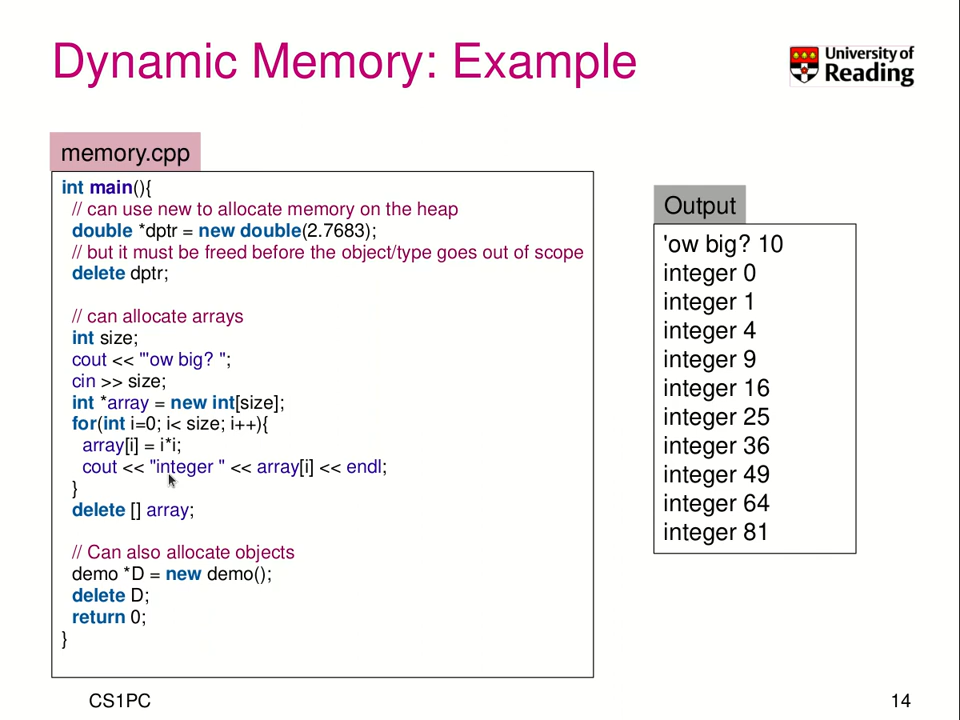 Dynamic Memory: Example
University of
Reading
memory.cpp
int main(){
// can use new to allocate memory on the heap
double *dptr = new double(2.7683);
// but it must be freed before the object/type goes out of scope
delete dptr;
// can allocate arrays
int size;
cout << "'ow big? ";
cin >> size;
int *array = new int[size];
for(int i=0; i< size; i++){
array[i] = i*i;
cout << "integer " << array[i] << endl;
}
delete [] array;
// Can also allocate objects
demo *D = new demo();
delete D;
return 0;
}
Output
'ow big? 10
integer 0
integer 1
integer 4
integer 9
integer 16
integer 25
integer 36
integer 49
integer 64
integer 81
CS1PC
14